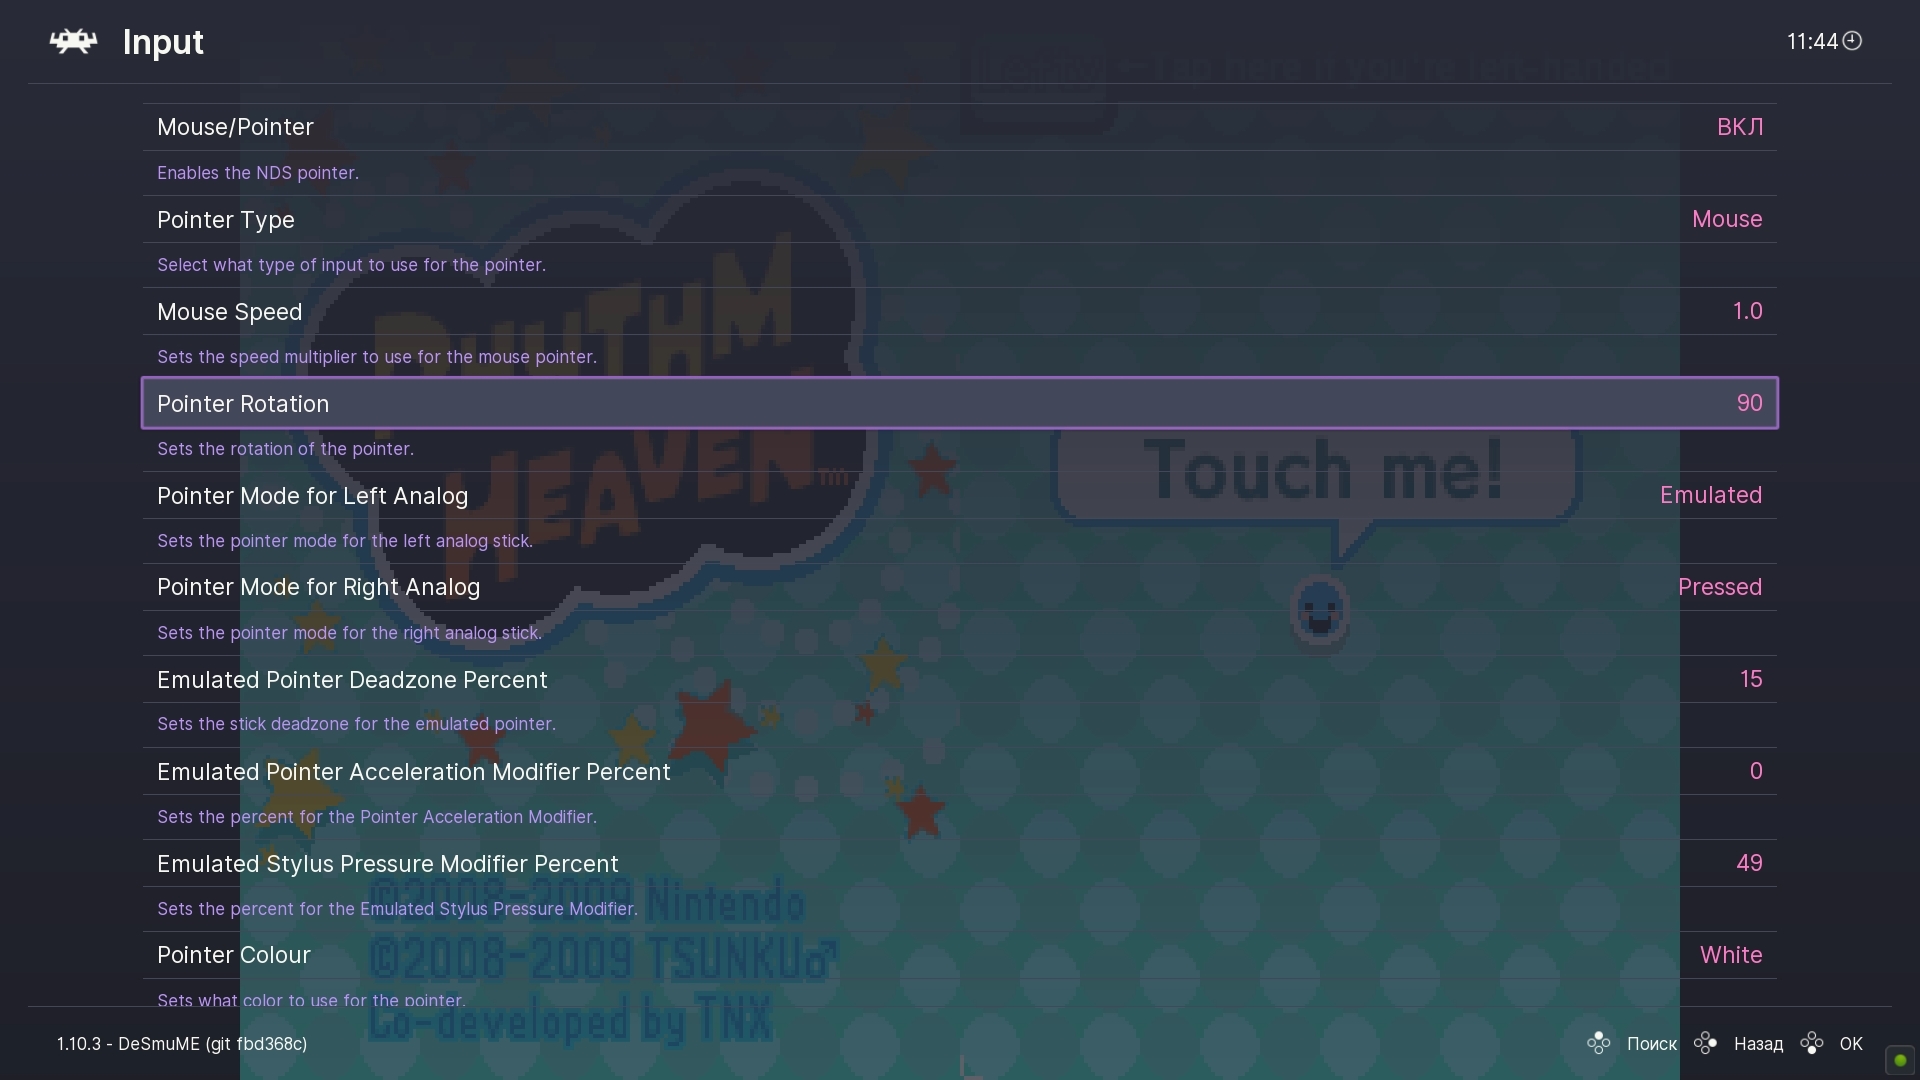 Input
11:44
← Tap here if you're left-handed
Mouse/Pointer ВКЛ
Enables the NDS pointer.
Pointer Type Mouse
Select what type of input to use for the pointer.
Mouse Speed 1.0
Sets the speed multiplier to use for the mouse pointer.
RHYTHM
Pointer Rotation 90
Sets the rotation of the pointer.
HEAVEN TM
Touch me!
Pointer Mode for Left Analog Emulated
Sets the pointer mode for the left analog stick.
Pointer Mode for Right Analog Pressed
Sets the pointer mode for the right analog stick.
Emulated Pointer Deadzone Percent 15
Sets the stick deadzone for the emulated pointer.
Emulated Pointer Acceleration Modifier Percent 0
Sets the percent for the Pointer Acceleration Modifier.
Emulated Stylus Pressure Modifier Percent 49
©2008-2009 Nintendo
Sets the percent for the Emulated Stylus Pressure Modifier.
Pointer Colour White
©2008-2009 TSUNKU♂
Sets what color to use for the pointer.
Co-developed by TNX
1.10.3 - DeSmuME (git fbd368c) Поиск Назад OK